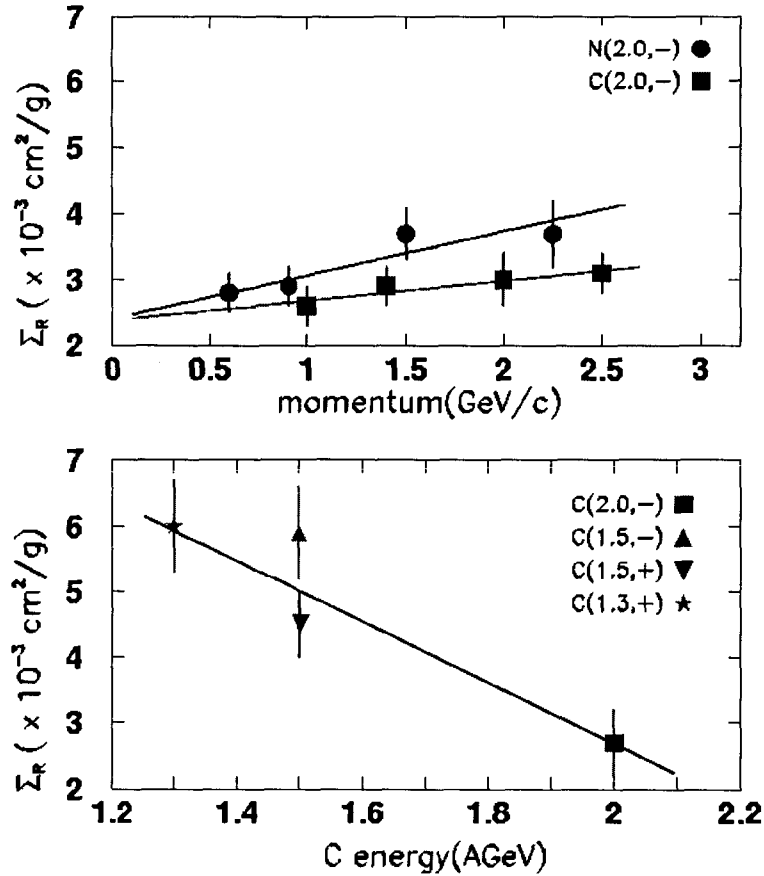 7
6
5
4
3
2
Σ_R ( x 10⁻³ cm²/g)
N(2.0,−)
C(2.0,−)
0 0.5 1 1.5 2 2.5 3
momentum(GeV/c)
7
6
5
4
3
2
Σ_R ( x 10⁻³ cm²/g)
C(2.0,−)
C(1.5,−)
C(1.5,+)
C(1.3,+)
1.2 1.4 1.6 1.8 2 2.2
C energy(AGeV)